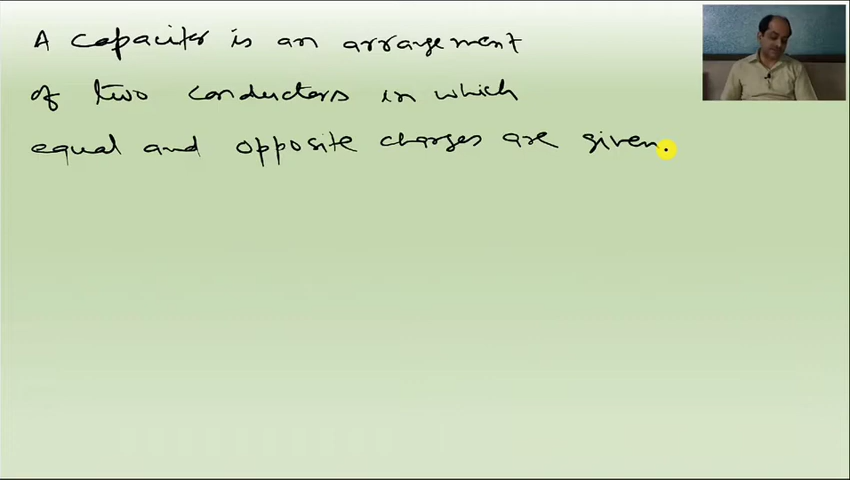 A capacitor is an arrangement
of two conductors in which
equal and opposite charges are given.